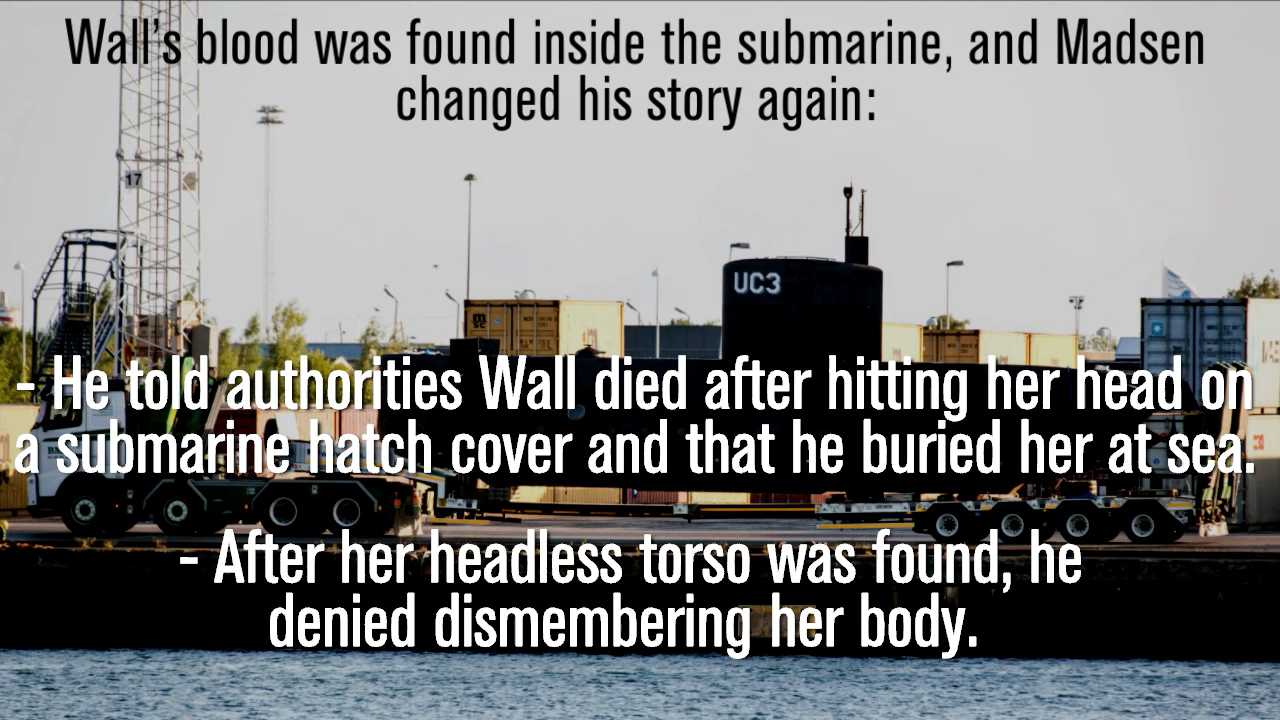 Wall's blood was found inside the submarine, and Madsen
changed his story again:
17
UC3
msc
- He told authorities Wall died after hitting her head on
a submarine hatch cover and that he buried her at sea.
- After her headless torso was found, he
denied dismembering her body.